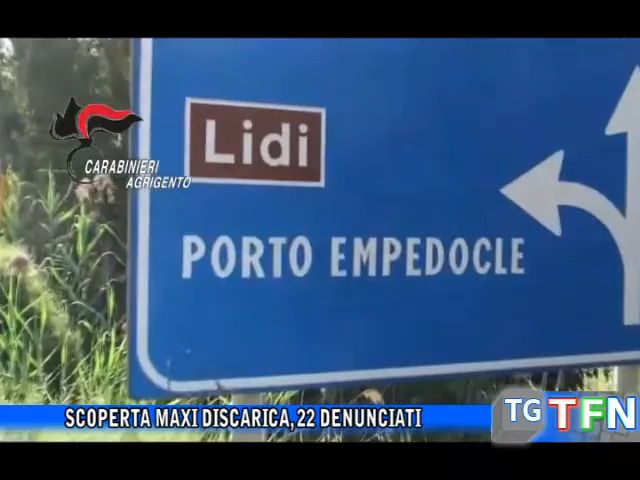 Lidi
CARABINIERI
AGRIGENTO
PORTO EMPEDOCLE
SCOPERTA MAXI DISCARICA,22 DENUNCIATI
TG TFN